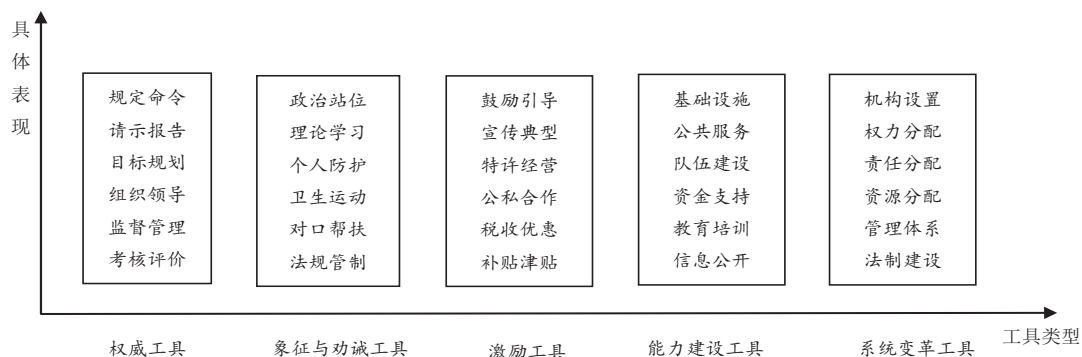 具体表现
规定命令
请示报告
目标规划
组织领导
监督管理
考核评价
政治站位
理论学习
个人防护
卫生运动
对口帮扶
法规管制
鼓励引导
宣传典型
特许经营
公私合作
税收优惠
补贴津贴
基础设施
公共服务
队伍建设
资金支持
教育培训
信息公开
机构设置
权力分配
责任分配
资源分配
管理体系
法制建设
权威工具
象征与劝诫工具
激励工具
能力建设工具
系统变革工具
工具类型